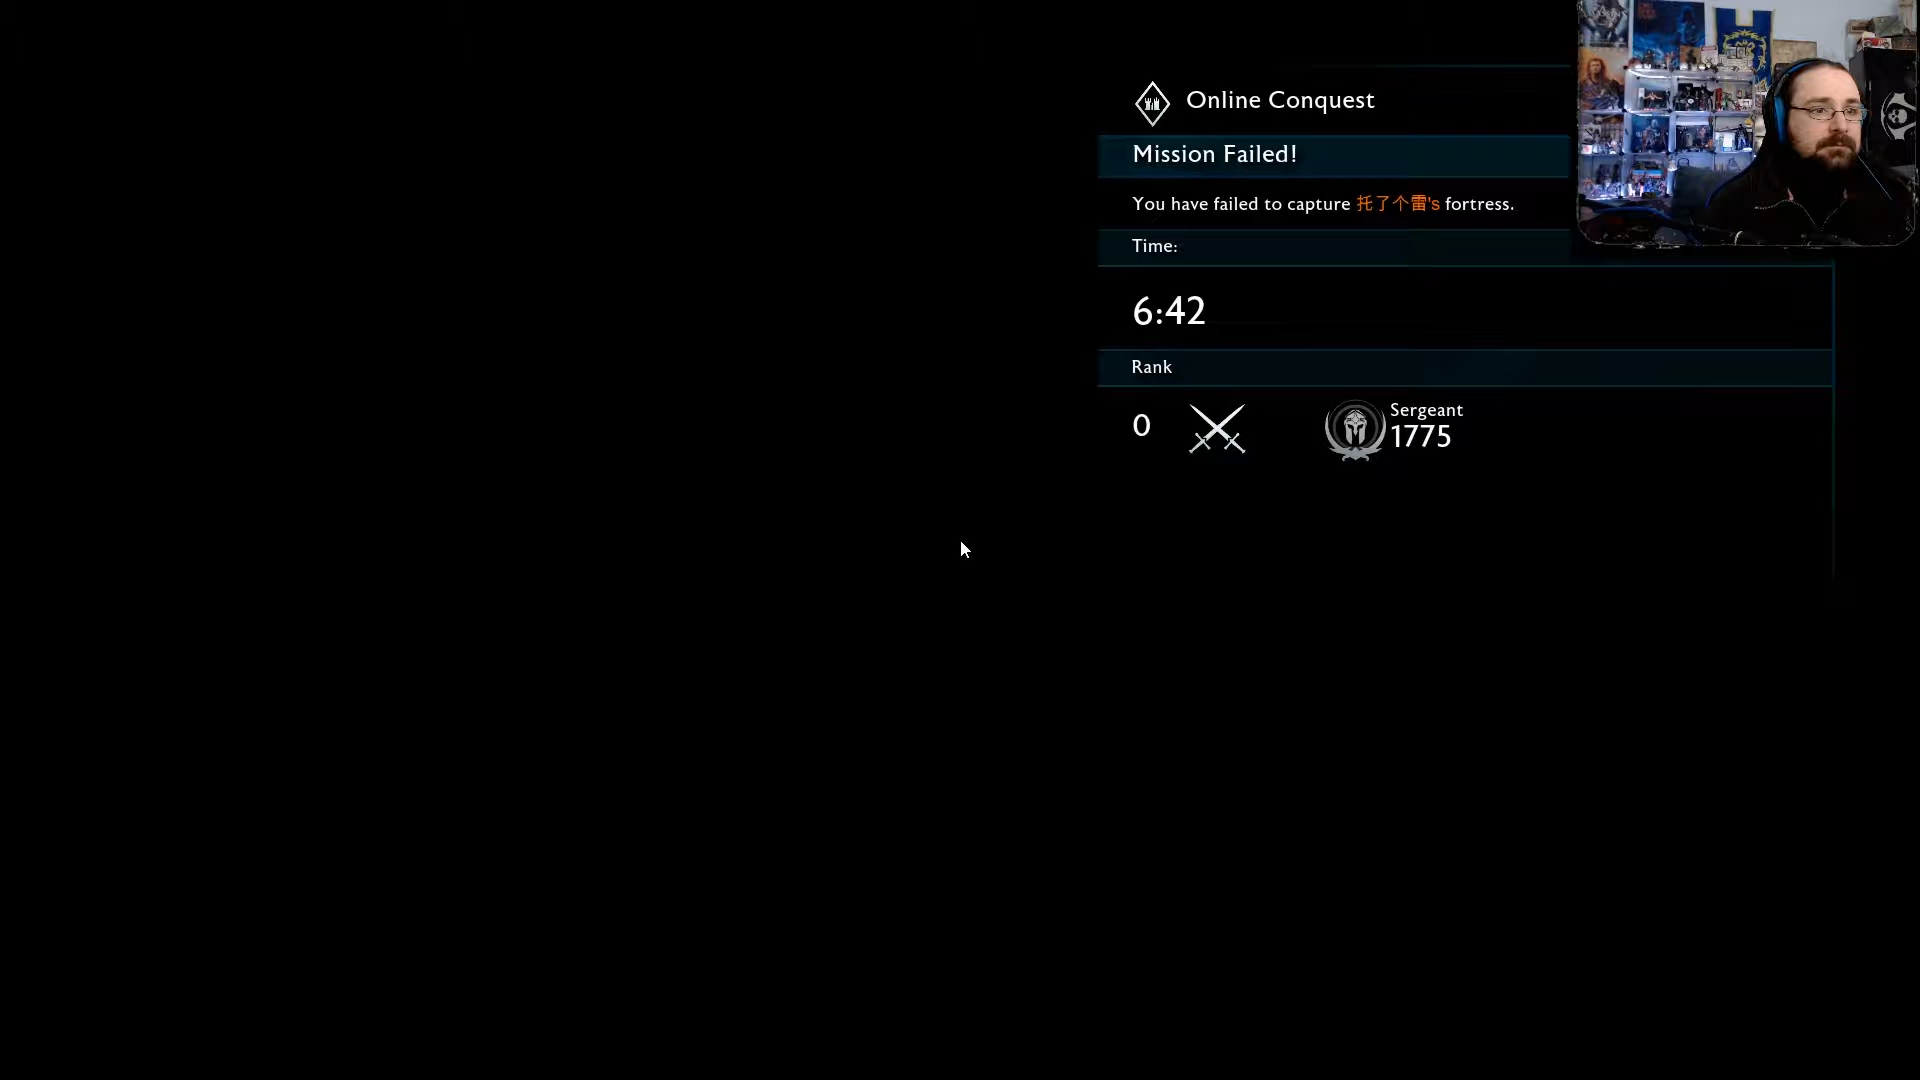 Online Conquest
Mission Failed!
You have failed to capture 托了个雷's fortress.
Time:
6:42
Rank
0
Sergeant
1775